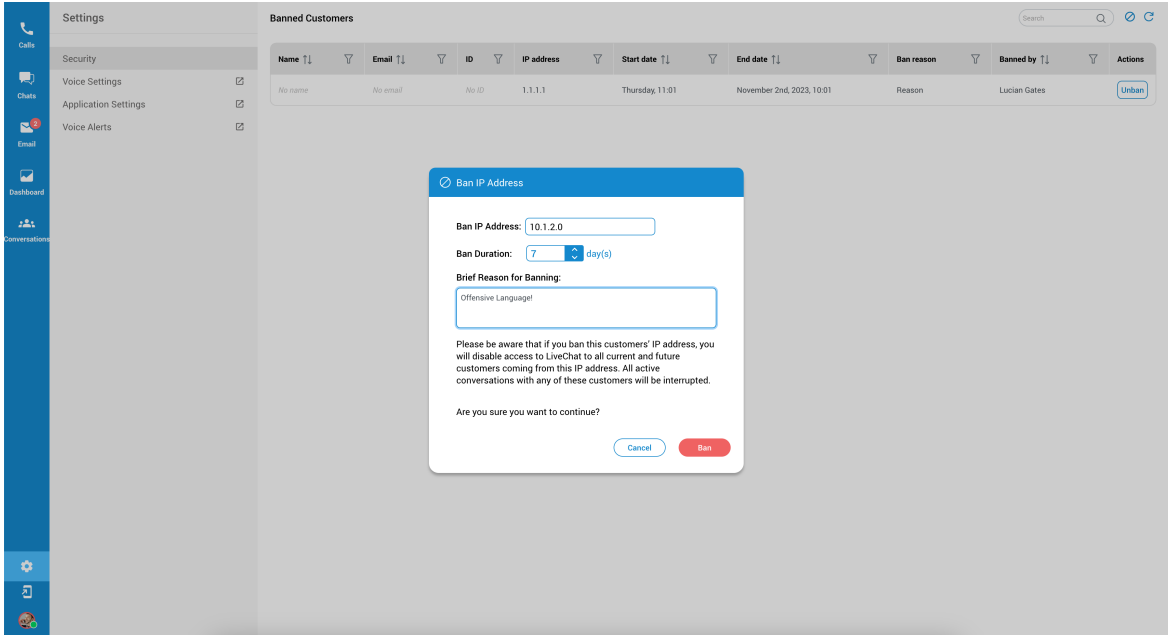 Calls
Chats
2
Email
Dashboard
Conversations
Settings
Security
Voice Settings
Application Settings
Voice Alerts
Banned Customers
Search
Name Email ID IP address Start date End date Ban reason Banned by Actions
No name No email No ID 1.1.1.1 Thursday, 11:01 November 2nd, 2023, 10:01 Reason Lucian Gates Unban
Ban IP Address
Ban IP Address: 10.1.2.0
Ban Duration: 7 day(s)
Brief Reason for Banning:
Offensive Language!
Please be aware that if you ban this customers' IP address, you
will disable access to LiveChat to all current and future
customers coming from this IP address. All active
conversations with any of these customers will be interrupted.
Are you sure you want to continue?
Cancel Ban